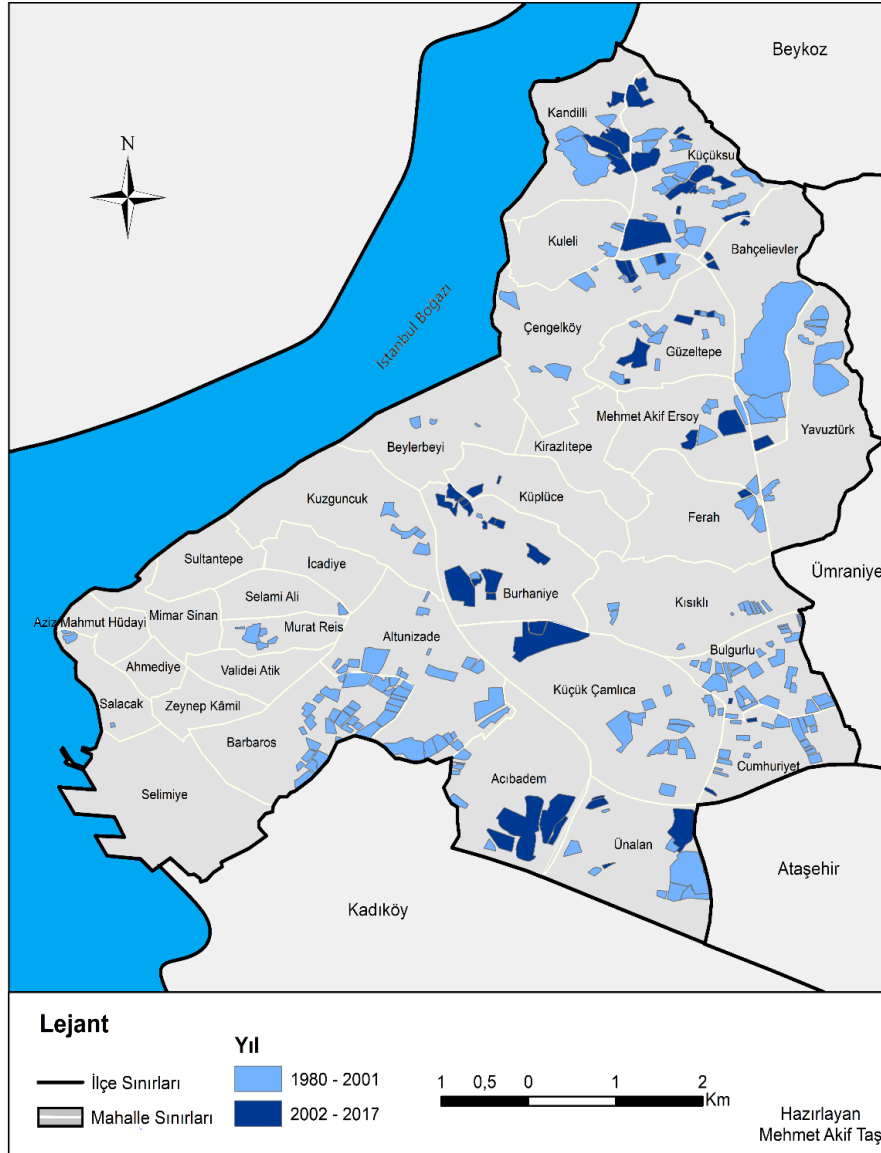 Beykoz
N
Kandilli
Küçüksu
Kuleli
Bahçelievler
İstanbul Boğazı
Çengelköy
Güzeltepe
Mehmet Akif Ersoy
Yavuztürk
Beylerbeyi
Kirazlıtepe
Kuzguncuk
Küplüce
Ferah
Sultantepe
İcadiye
Ümraniye
Selami Ali
Burhaniye
Kısıklı
Aziz Mahmut Hüdayi
Mimar Sinan
Murat Reis
Altunizade
Bulgurlu
Ahmediye
Validei Atik
Salacak
Zeynep Kâmil
Küçük Çamlıca
Barbaros
Cumhuriyet
Acıbadem
Selimiye
Ünalan
Ataşehir
Kadıköy
Lejant
Yıl
İlçe Sınırları
Mahalle Sınırları
1980 - 2001
2002 - 2017
1 0,5 0 1 2
Km
Hazırlayan
Mehmet Akif Taş